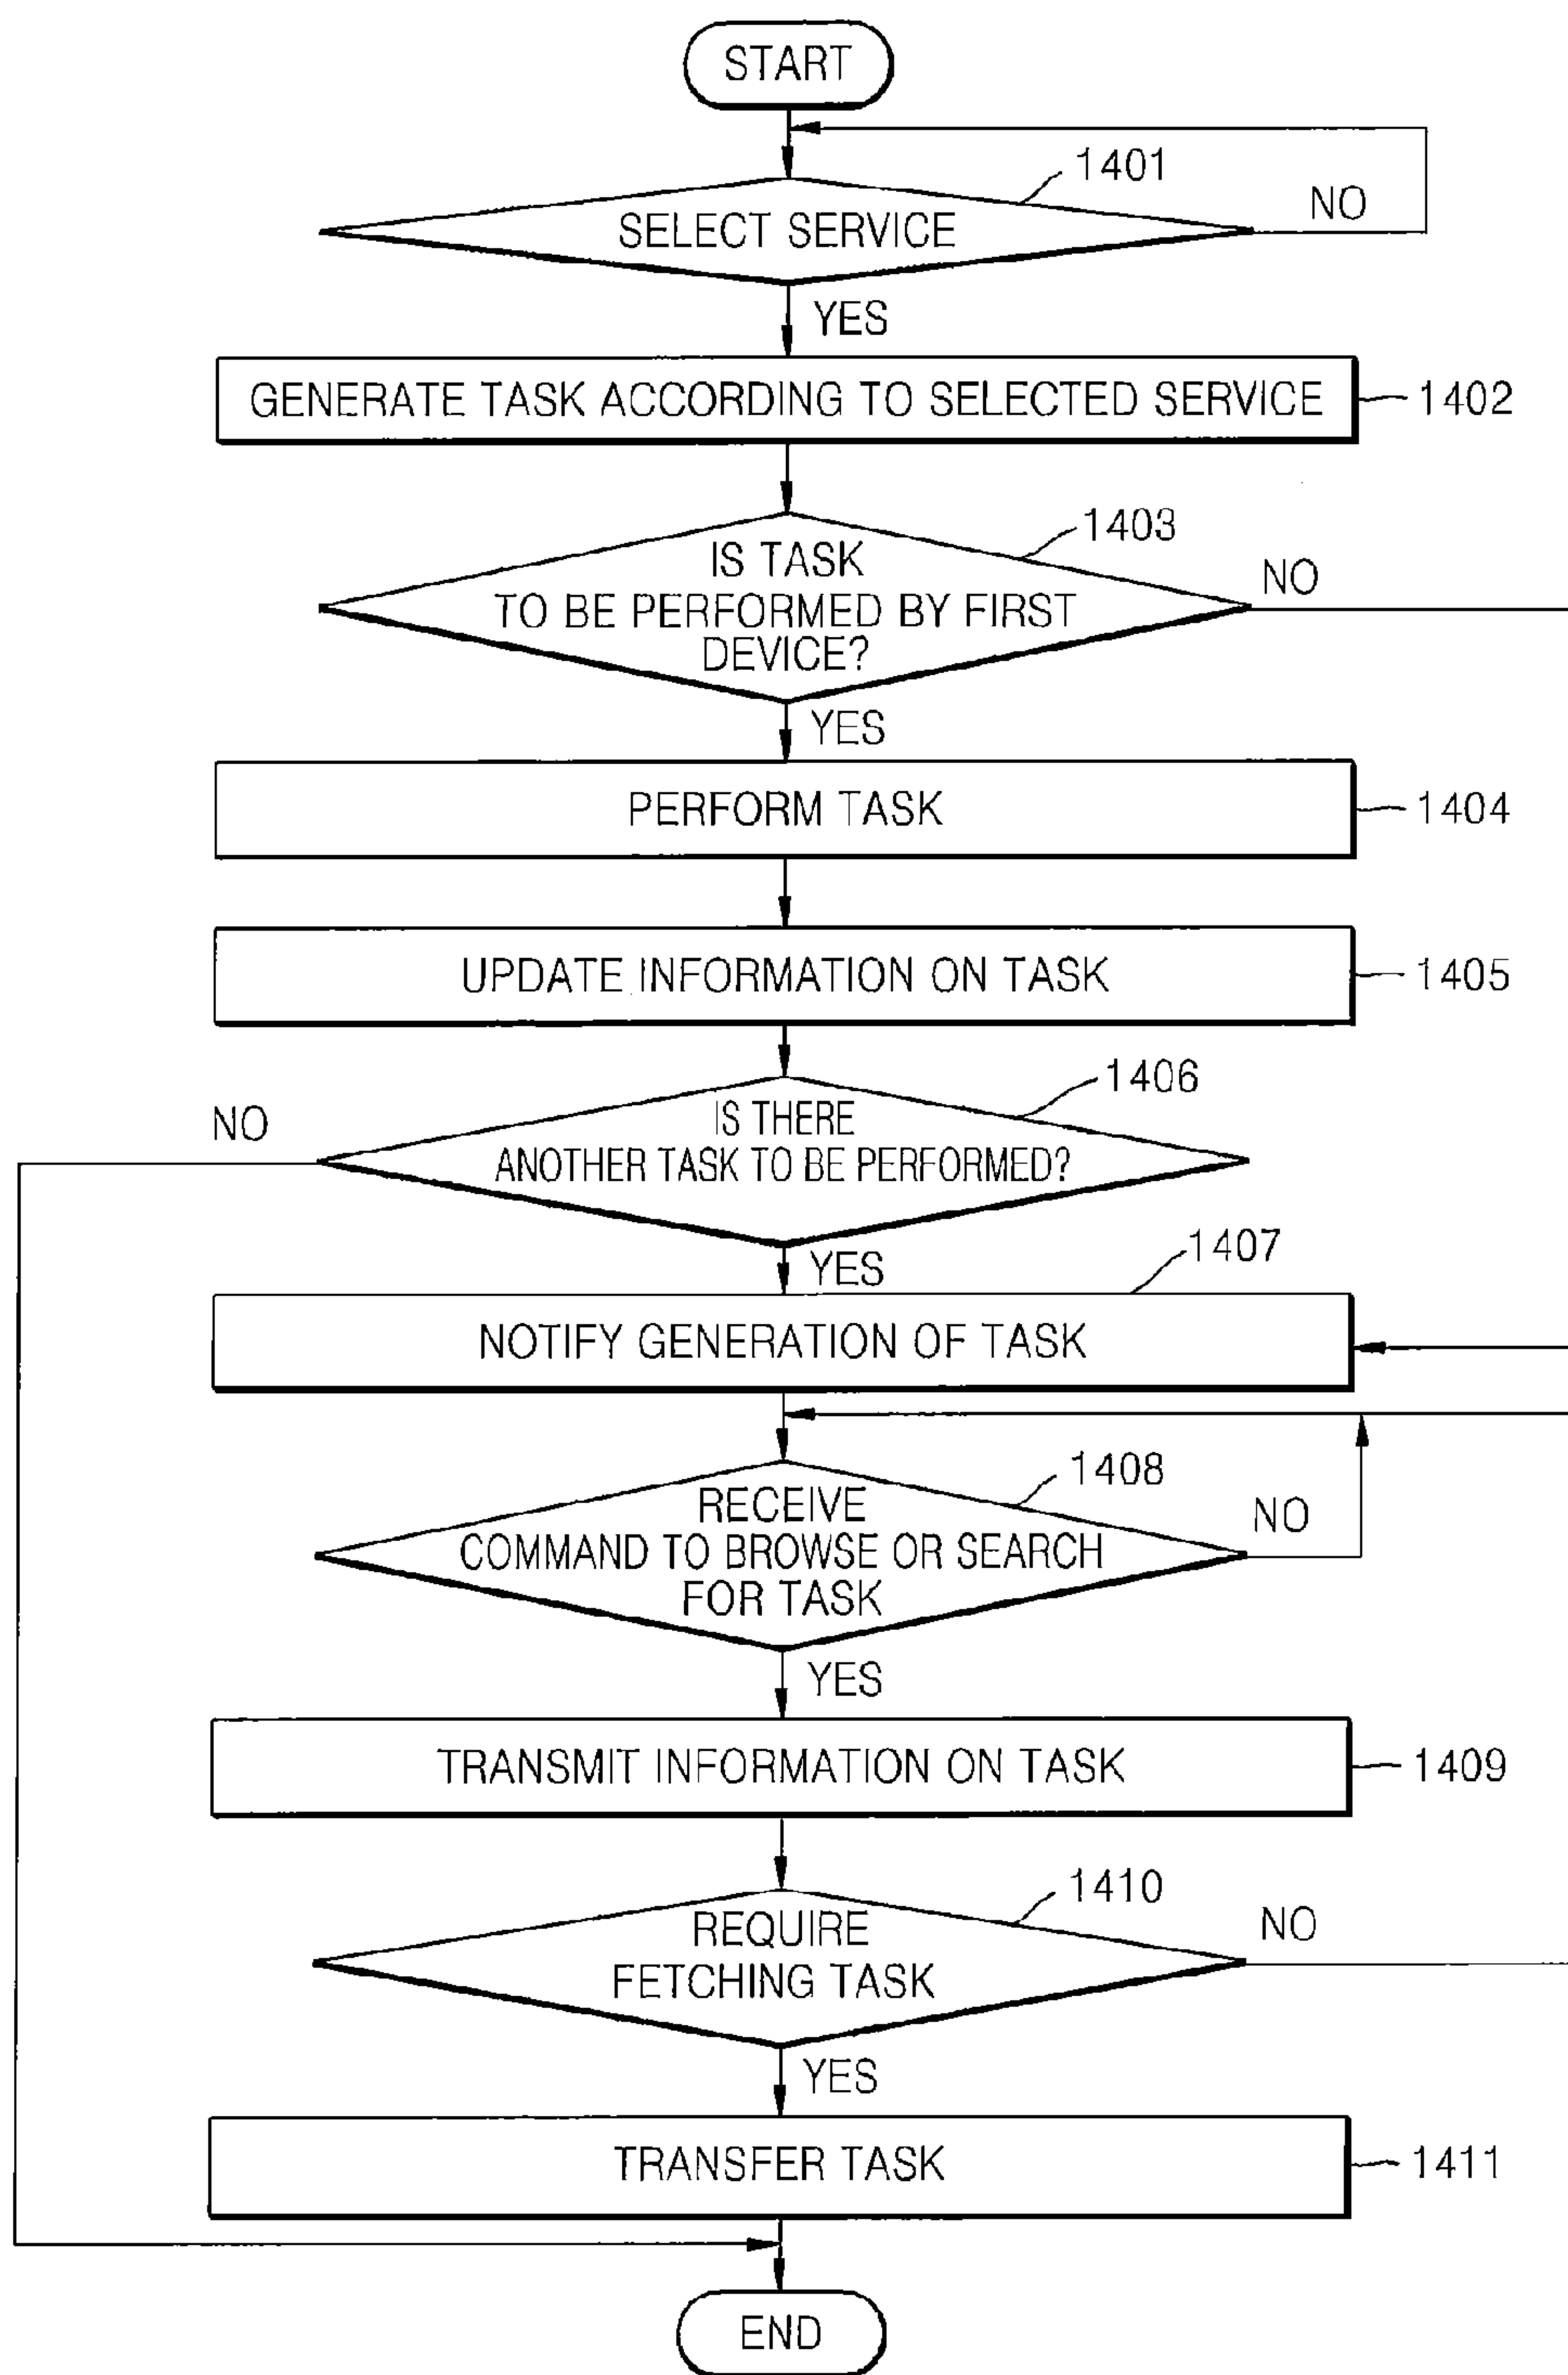 START
1401
SELECT SERVICE
NO
YES
GENERATE TASK ACCORDING TO SELECTED SERVICE
1402
1403
IS TASK
TO BE PERFORMED BY FIRST
DEVICE?
NO
YES
PERFORM TASK
1404
UPDATE INFORMATION ON TASK
1405
1406
NO
IS THERE
ANOTHER TASK TO BE PERFORMED?
YES
1407
NOTIFY GENERATION OF TASK
1408
RECEIVE
COMMAND TO BROWSE OR SEARCH
FOR TASK
NO
YES
TRANSMIT INFORMATION ON TASK
1409
1410
REQUIRE
FETCHING TASK
NO
YES
TRANSFER TASK
1411
END